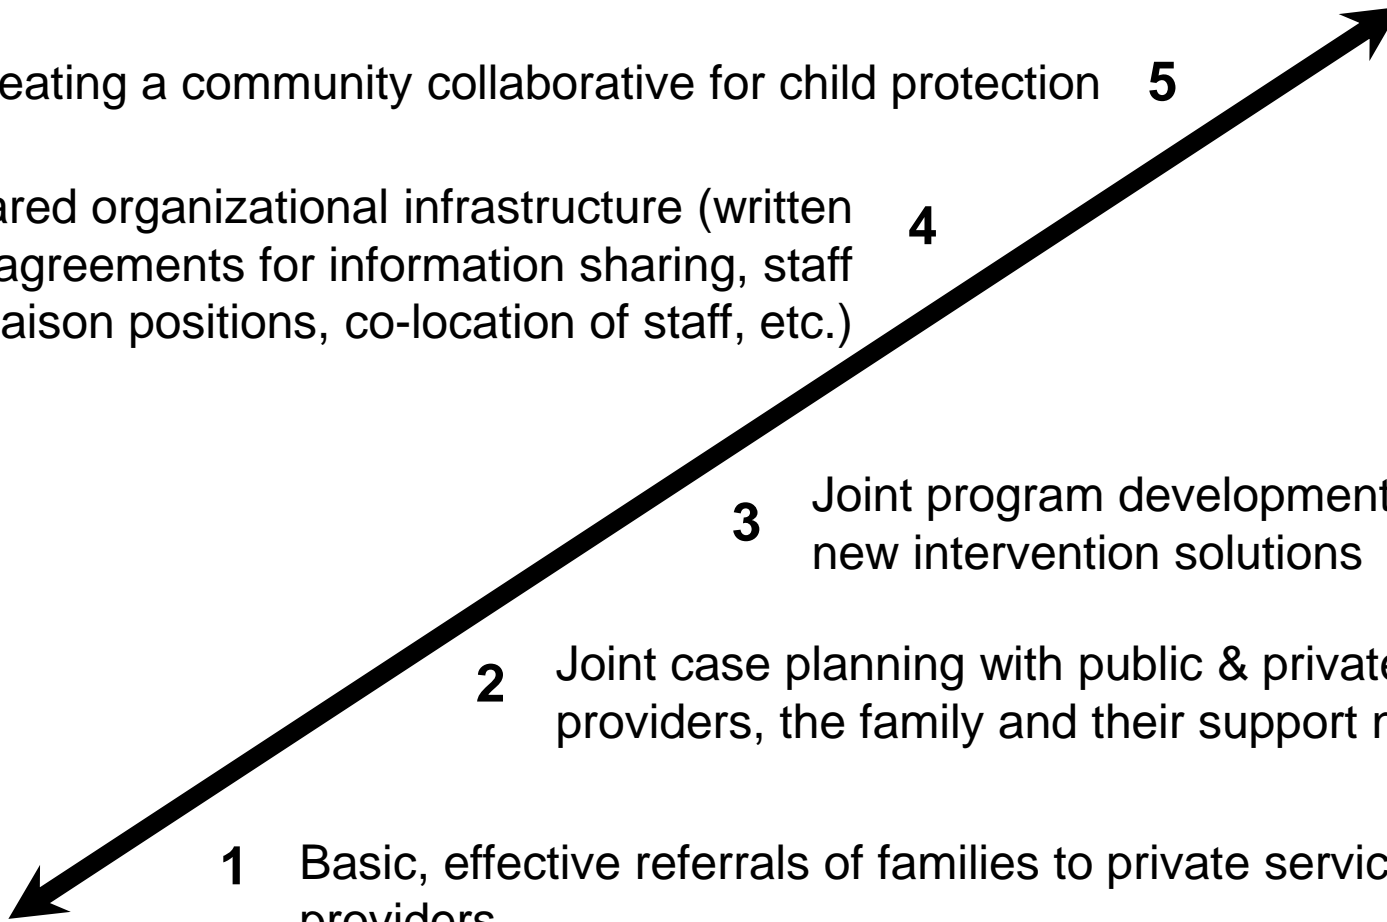 eating a community collaborative for child protection 5
ared organizational infrastructure (written
agreements for information sharing, staff
aison positions, co-location of staff, etc.) 4
3 Joint program development
new intervention solutions
2 Joint case planning with public & private
providers, the family and their support
1 Basic, effective referrals of families to private servic
providers